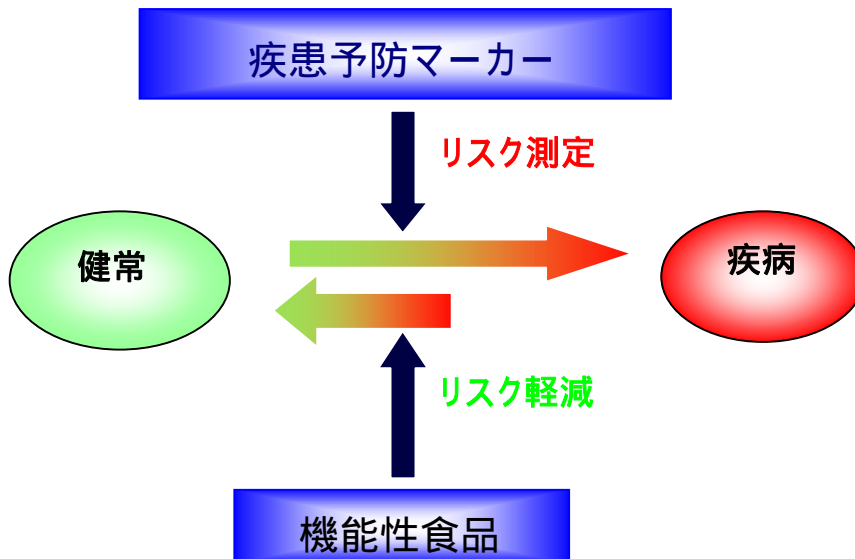 疾患予防マーカー
リスク測定
健常
疾病
リスク軽減
機能性食品